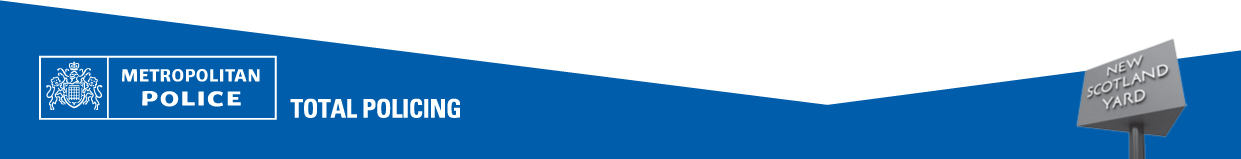 METROPOLITAN
POLICE
TOTAL POLICING
NEW
SCOTLAND
YARD